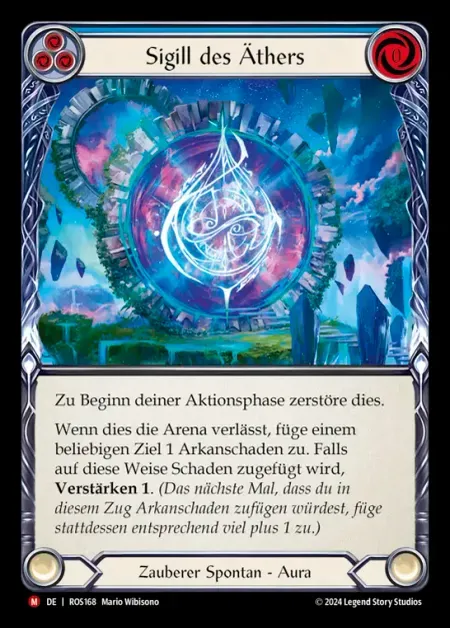 Sigill des Äthers
0
Zu Beginn deiner Aktionsphase zerstöre dies.
Wenn dies die Arena verlässt, füge einem
beliebigen Ziel 1 Arkanschaden zu. Falls
auf diese Weise Schaden zugefügt wird,
Verstärken 1. (Das nächste Mal, dass du in
diesem Zug Arkanschaden zufügen würdest, füge
stattdessen entsprechend viel plus 1 zu.)
Zauberer Spontan - Aura
M DE | ROS168 Mario Wibisono
© 2024 Legend Story Studios